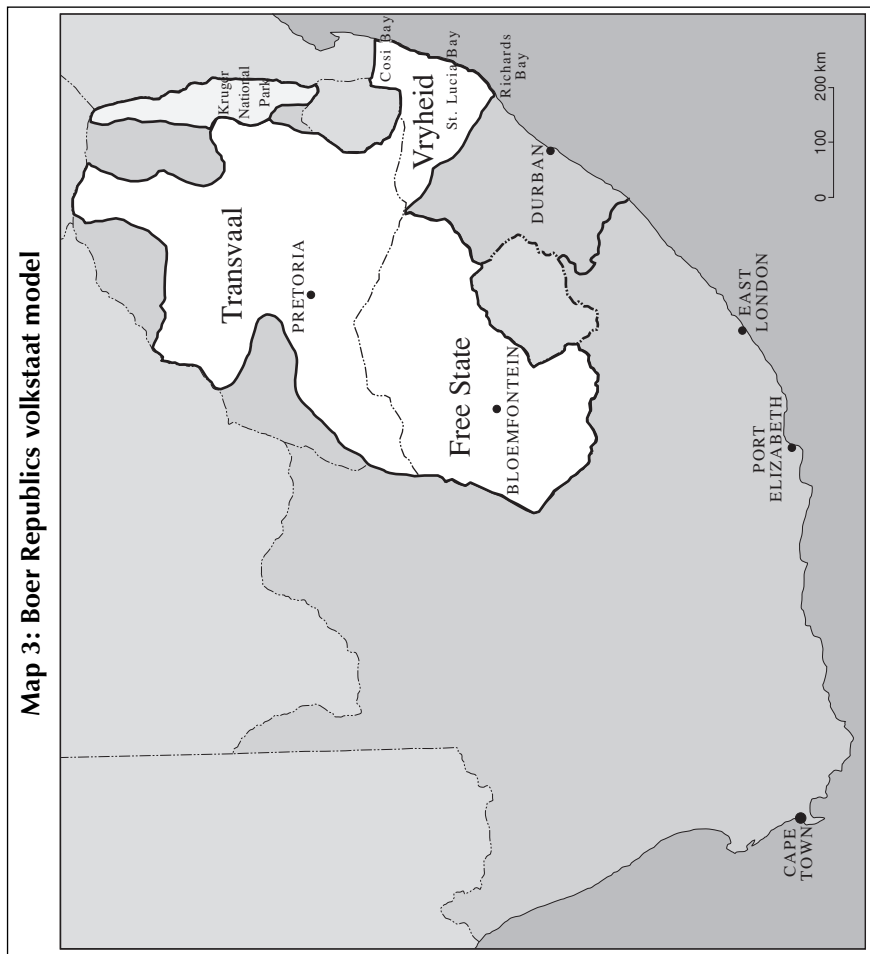 Map 3: Boer Republics volkstaat model
Kruger
National
Park
Cosi Bay
St. Lucia Bay
Richards
Bay
Vryheid
Transvaal
PRETORIA
Free State
BLOEMFONTEIN
DURBAN
EAST
LONDON
PORT
ELIZABETH
CAPE
TOWN
0 100 200 km